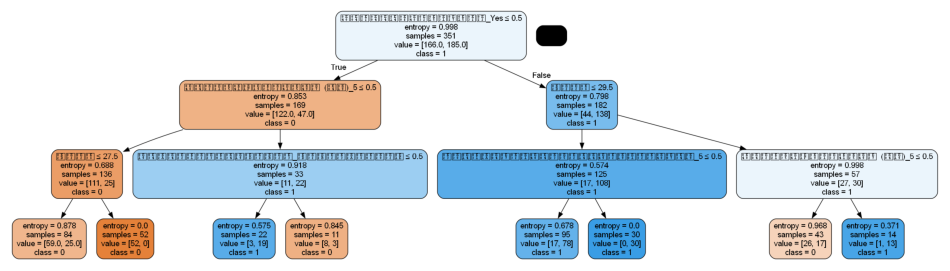 _Yes ≤ 0.5
entropy = 0.998
samples = 351
value = [166.0, 185.0]
class = 1
True
False
_5 ≤ 0.5
entropy = 0.853
samples = 169
value = [122.0, 47.0]
class = 0
≤ 29.5
entropy = 0.798
samples = 182
value = [44, 138]
class = 1
≤ 27.5
entropy = 0.688
samples = 136
value = [111, 25]
class = 0
≤ 0.5
entropy = 0.918
samples = 33
value = [11, 22]
class = 1
_5 ≤ 0.5
entropy = 0.574
samples = 125
value = [17, 108]
class = 1
_5 ≤ 0.5
entropy = 0.998
samples = 57
value = [27, 30]
class = 1
entropy = 0.878
samples = 84
value = [59.0, 25.0]
class = 0
entropy = 0.0
samples = 52
value = [52, 0]
class = 0
entropy = 0.575
samples = 22
value = [3, 19]
class = 1
entropy = 0.845
samples = 11
value = [8, 3]
class = 0
entropy = 0.678
samples = 95
value = [17, 78]
class = 1
entropy = 0.0
samples = 30
value = [0, 30]
class = 1
entropy = 0.968
samples = 43
value = [26, 17]
class = 0
entropy = 0.371
samples = 14
value = [1, 13]
class = 1